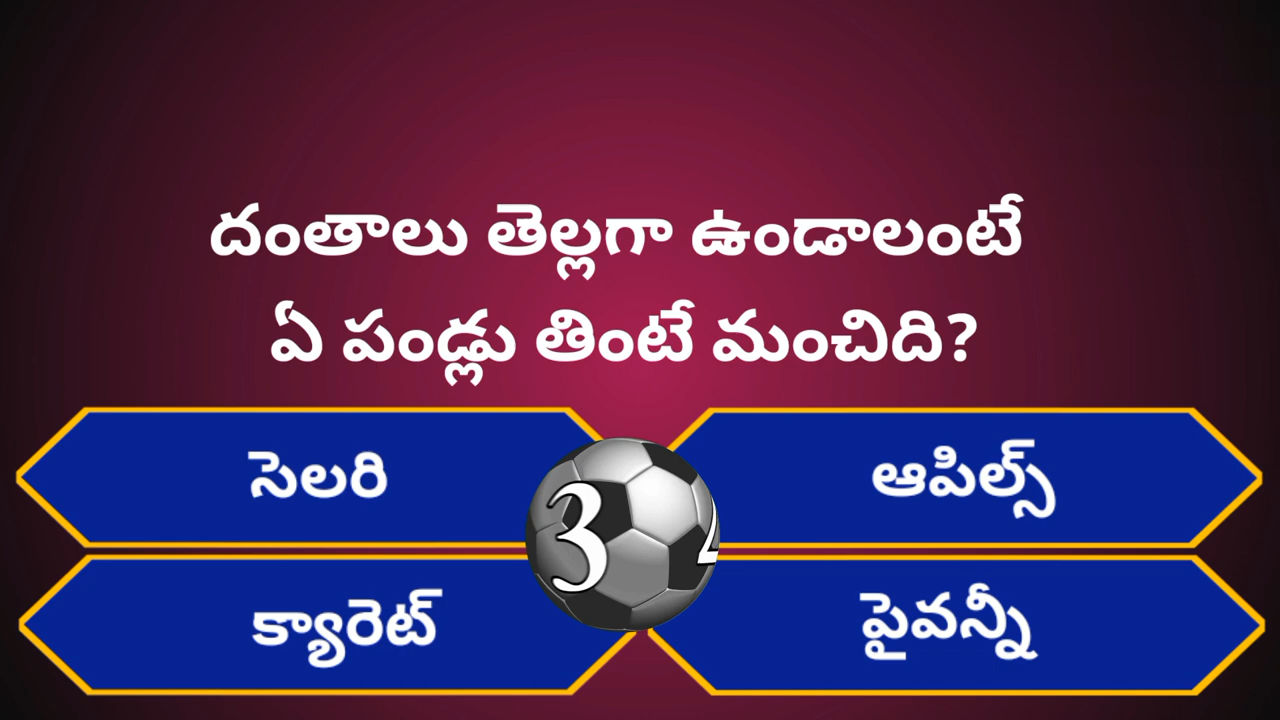 దంతాలు తెల్లగా ఉండాలంటే
ఏ పండ్లు తింటే మంచిది?
సెలరి
ఆపిల్స్
3
క్యారెట్
పైవన్నీ